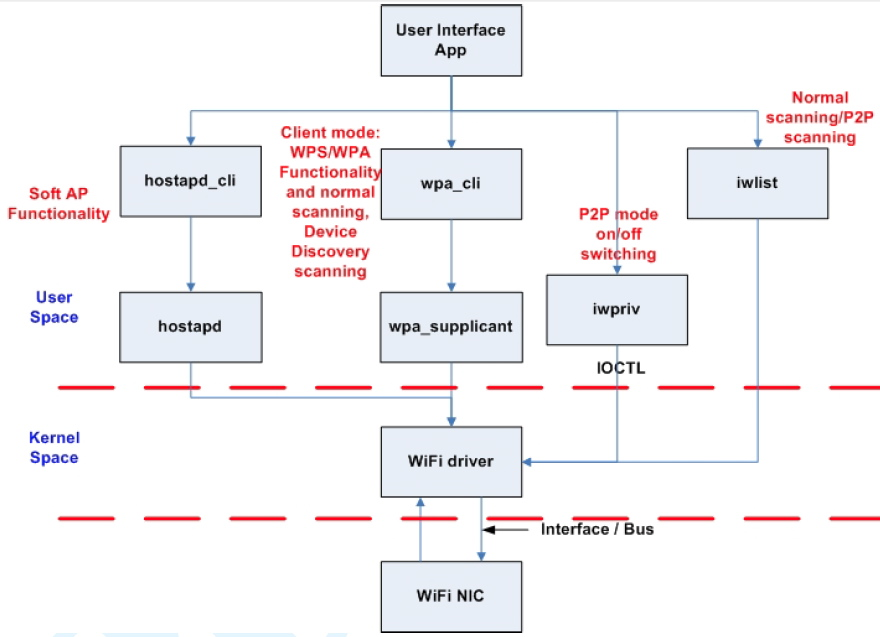 User Interface
App
Normal
scanning/P2P
scanning
Client mode:
WPS/WPA
Functionality
and normal
scanning,
Device
Discovery
scanning
hostapd_cli
wpa_cli
iwlist
Soft AP
Functionality
P2P mode
on/off
switching
User
Space
hostapd
wpa_supplicant
iwpriv
IOCTL
Kernel
Space
WiFi driver
Interface / Bus
WiFi NIC